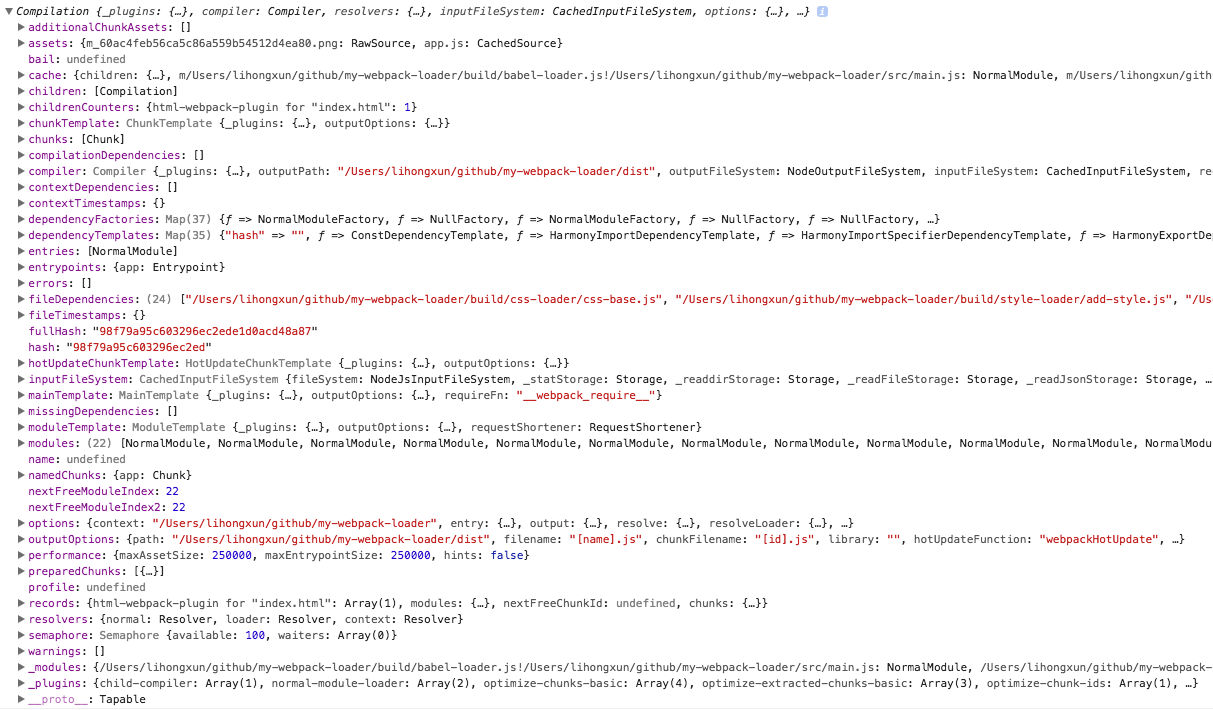 ▼Compilation {_plugins: {…}, compiler: Compiler, resolvers: {…}, inputFileSystem: CachedInputFileSystem, options: {…}, …} i
▶additionalChunkAssets: []
▶assets: {m_60ac4feb56ca5c86a559b54512d4ea80.png: RawSource, app.js: CachedSource}
bail: undefined
▶cache: {children: {…}, m/Users/lihongxun/github/my-webpack-loader/build/babel-loader.js!/Users/lihongxun/github/my-webpack-loader/src/main.js: NormalModule, m/Users/lihongxun/gith
▶children: [Compilation]
▶childrenCounters: {html-webpack-plugin for "index.html": 1}
▶chunkTemplate: ChunkTemplate {_plugins: {…}, outputOptions: {…}}
▶chunks: [Chunk]
▶compilationDependencies: []
▶compiler: Compiler {_plugins: {…}, outputPath: "/Users/lihongxun/github/my-webpack-loader/dist", outputFileSystem: NodeOutputFileSystem, inputFileSystem: CachedInputFileSystem, re
▶contextDependencies: []
▶contextTimestamps: {}
▶dependencyFactories: Map(37) {ƒ => NormalModuleFactory, ƒ => NullFactory, ƒ => NormalModuleFactory, ƒ => NullFactory, ƒ => NullFactory, …}
▶dependencyTemplates: Map(35) {"hash" => "", ƒ => ConstDependencyTemplate, ƒ => HarmonyImportDependencyTemplate, ƒ => HarmonyImportSpecifierDependencyTemplate, ƒ => HarmonyExportDe
▶entries: [NormalModule]
▶entrypoints: {app: Entrypoint}
▶errors: []
▶fileDependencies: (24) ["/Users/lihongxun/github/my-webpack-loader/build/css-loader/css-base.js", "/Users/lihongxun/github/my-webpack-loader/build/style-loader/add-style.js", "/Us
▶fileTimestamps: {}
fullHash: "98f79a95c603296ec2ede1d0acd48a87"
hash: "98f79a95c603296ec2ed"
▶hotUpdateChunkTemplate: HotUpdateChunkTemplate {_plugins: {…}, outputOptions: {…}}
▶inputFileSystem: CachedInputFileSystem {fileSystem: NodeJsInputFileSystem, _statStorage: Storage, _readdirStorage: Storage, _readFileStorage: Storage, _readJsonStorage: Storage, …
▶mainTemplate: MainTemplate {_plugins: {…}, outputOptions: {…}, requireFn: "__webpack_require__"}
▶missingDependencies: []
▶moduleTemplate: ModuleTemplate {_plugins: {…}, outputOptions: {…}, requestShortener: RequestShortener}
▶modules: (22) [NormalModule, NormalModule, NormalModule, NormalModule, NormalModule, NormalModule, NormalModule, NormalModule, NormalModule, NormalModule, NormalModule, NormalModu
name: undefined
▶namedChunks: {app: Chunk}
nextFreeModuleIndex: 22
nextFreeModuleIndex2: 22
▶options: {context: "/Users/lihongxun/github/my-webpack-loader", entry: {…}, output: {…}, resolve: {…}, resolveLoader: {…}, …}
▶outputOptions: {path: "/Users/lihongxun/github/my-webpack-loader/dist", filename: "[name].js", chunkFilename: "[id].js", library: "", hotUpdateFunction: "webpackHotUpdate", …}
▶performance: {maxAssetSize: 250000, maxEntrypointSize: 250000, hints: false}
▶preparedChunks: [{…}]
profile: undefined
▶records: {html-webpack-plugin for "index.html": Array(1), modules: {…}, nextFreeChunkId: undefined, chunks: {…}}
▶resolvers: {normal: Resolver, loader: Resolver, context: Resolver}
▶semaphore: Semaphore {available: 100, waiters: Array(0)}
▶warnings: []
▶_modules: {/Users/lihongxun/github/my-webpack-loader/build/babel-loader.js!/Users/lihongxun/github/my-webpack-loader/src/main.js: NormalModule, /Users/lihongxun/github/my-webpack-
▶_plugins: {child-compiler: Array(1), normal-module-loader: Array(2), optimize-chunks-basic: Array(4), optimize-extracted-chunks-basic: Array(3), optimize-chunk-ids: Array(1), …}
▶__proto__: Tapable